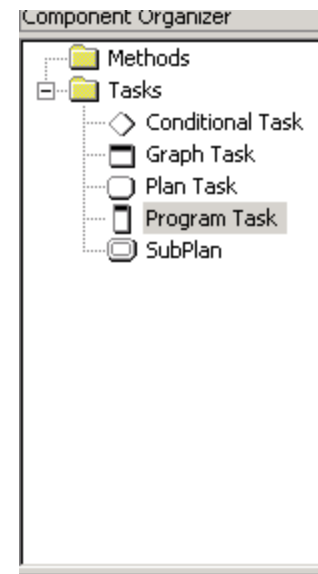 Component Organizer
Methods
Tasks
Conditional Task
Graph Task
Plan Task
Program Task
SubPlan